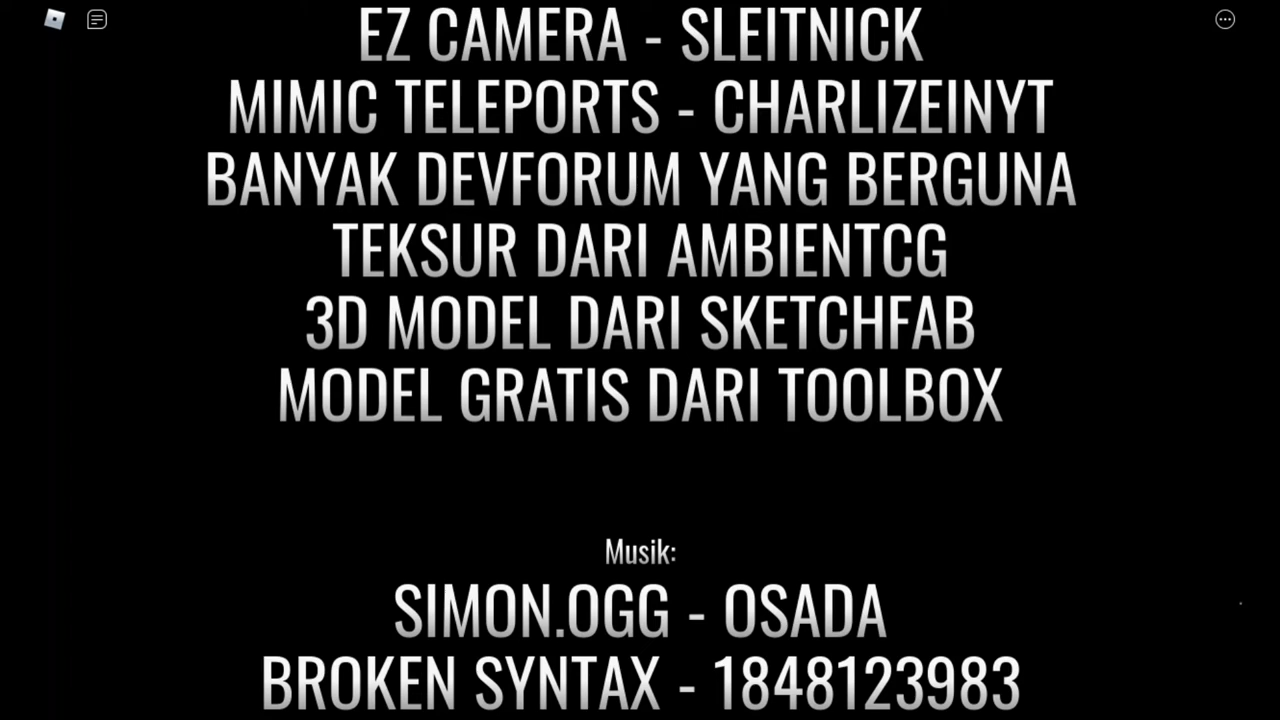 EZ CAMERA - SLEITNICK
MIMIC TELEPORTS - CHARLIZEINYT
BANYAK DEVFORUM YANG BERGUNA
TEKSUR DARI AMBIENTCG
3D MODEL DARI SKETCHFAB
MODEL GRATIS DARI TOOLBOX
Musik:
SIMON.OGG - OSADA
BROKEN SYNTAX - 1848123983